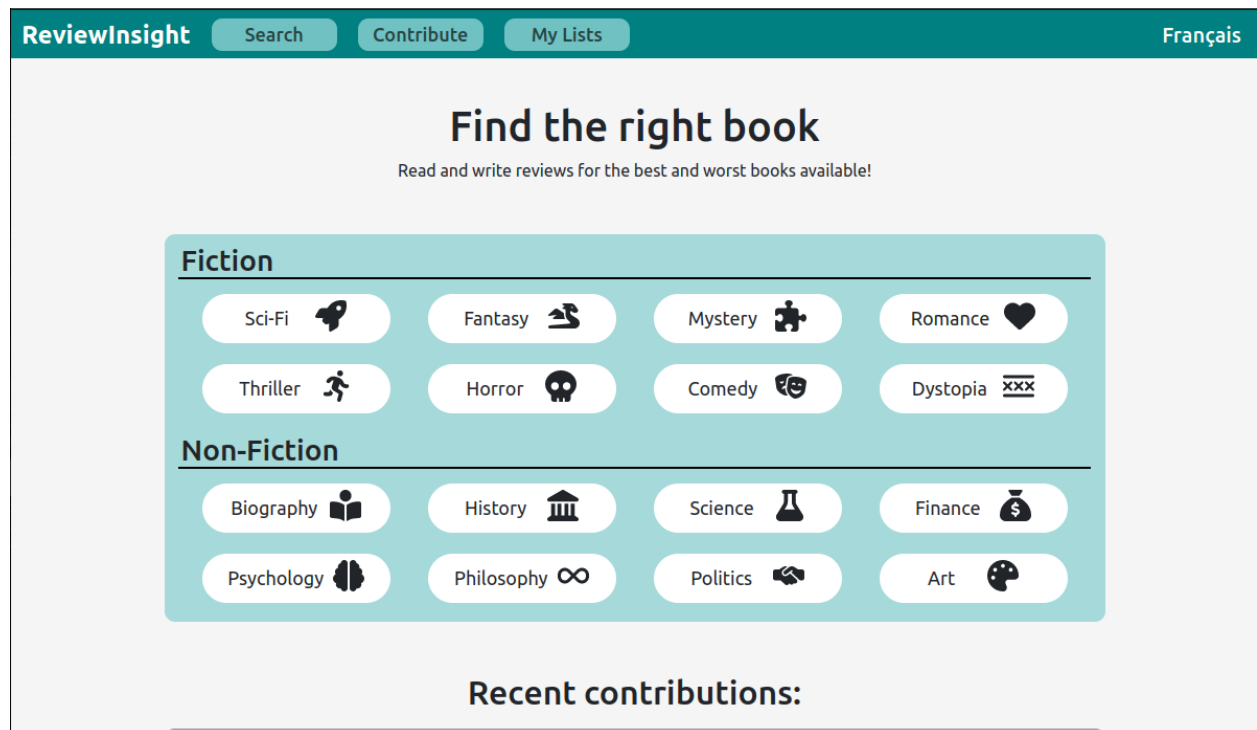 ReviewInsight Search Contribute My Lists Français
Find the right book
Read and write reviews for the best and worst books available!
Fiction
Sci-Fi Fantasy Mystery Romance
Thriller Horror Comedy Dystopia
Non-Fiction
Biography History Science Finance
Psychology Philosophy Politics Art
Recent contributions: